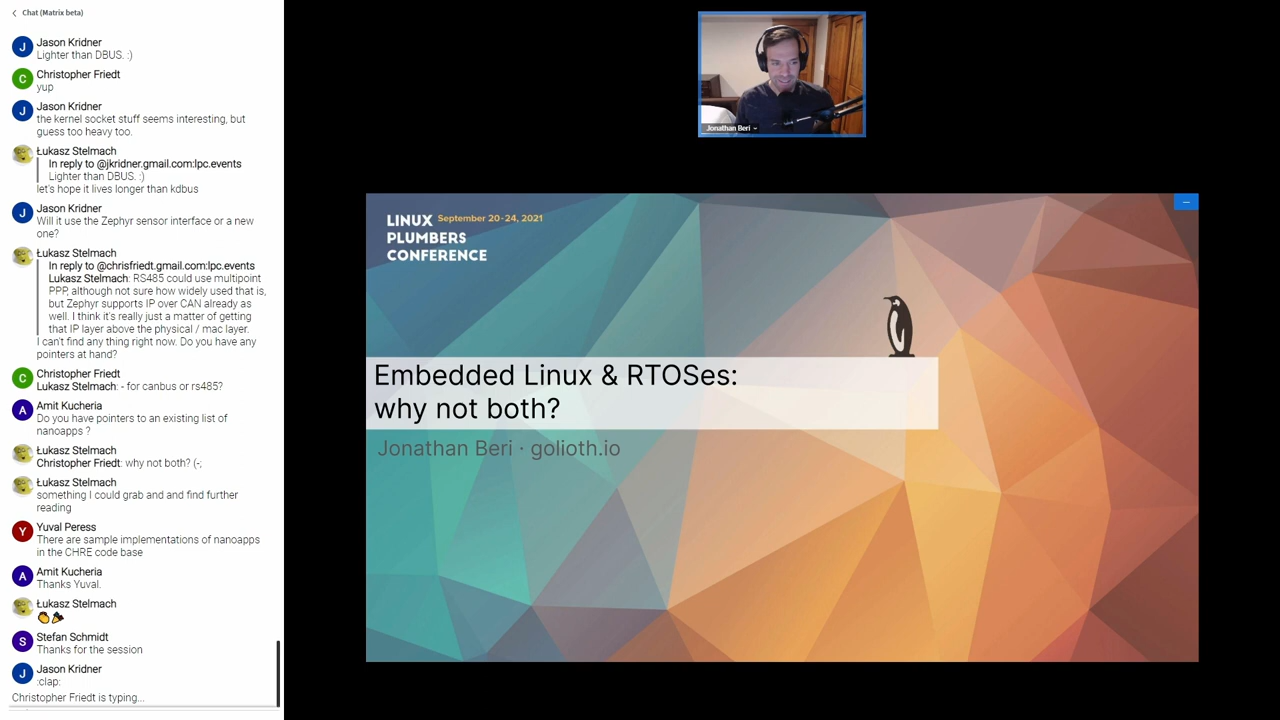 Chat (Matrix beta)
Jason Kridner
Lighter than DBUS. :)
Christopher Friedt
yup
Jason Kridner
the kernel socket stuff seems interesting, but
guess too heavy too.
Łukasz Stelmach
In reply to @jkridner.gmail.com:lpc.events
Lighter than DBUS. :)
let's hope it lives longer than kdbus
Jason Kridner
Will it use the Zephyr sensor interface or a new
one?
Łukasz Stelmach
In reply to @chrisfriedt.gmail.com:lpc.events
Lukasz Stelmach: RS485 could use multipoint
PPP, although not sure how widely used that is,
but Zephyr supports IP over CAN already as
well. I think it's really just a matter of getting
that IP layer above the physical / mac layer.
I can't find any thing right now. Do you have any
pointers at hand?
Christopher Friedt
Lukasz Stelmach: - for canbus or rs485?
Amit Kucheria
Do you have pointers to an existing list of
nanoapps ?
Łukasz Stelmach
Christopher Friedt: why not both? (-;
Łukasz Stelmach
something I could grab and and find further
reading
Yuval Peress
There are sample implementations of nanoapps
in the CHRE code base
Amit Kucheria
Thanks Yuval.
Łukasz Stelmach
👏🎉
Stefan Schmidt
Thanks for the session
Jason Kridner
:clap:
Christopher Friedt is typing...
Jonathan Beri
LINUX September 20-24, 2021
PLUMBERS
CONFERENCE
Embedded Linux & RTOSes:
why not both?
Jonathan Beri · golioth.io